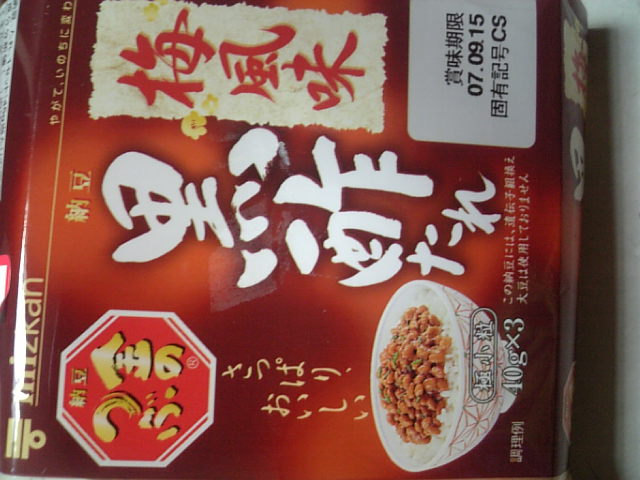 mizkan
やがて、いのちに変わ
納豆
梅風味
黒酢
たれ
賞味期限
07.09.15
固有記号CS
納豆
金の
つぶ®
さっぱり、
おいしい
極小粒
40g×3
調理例
この納豆には、遺伝子組換え
大豆は使用しておりません